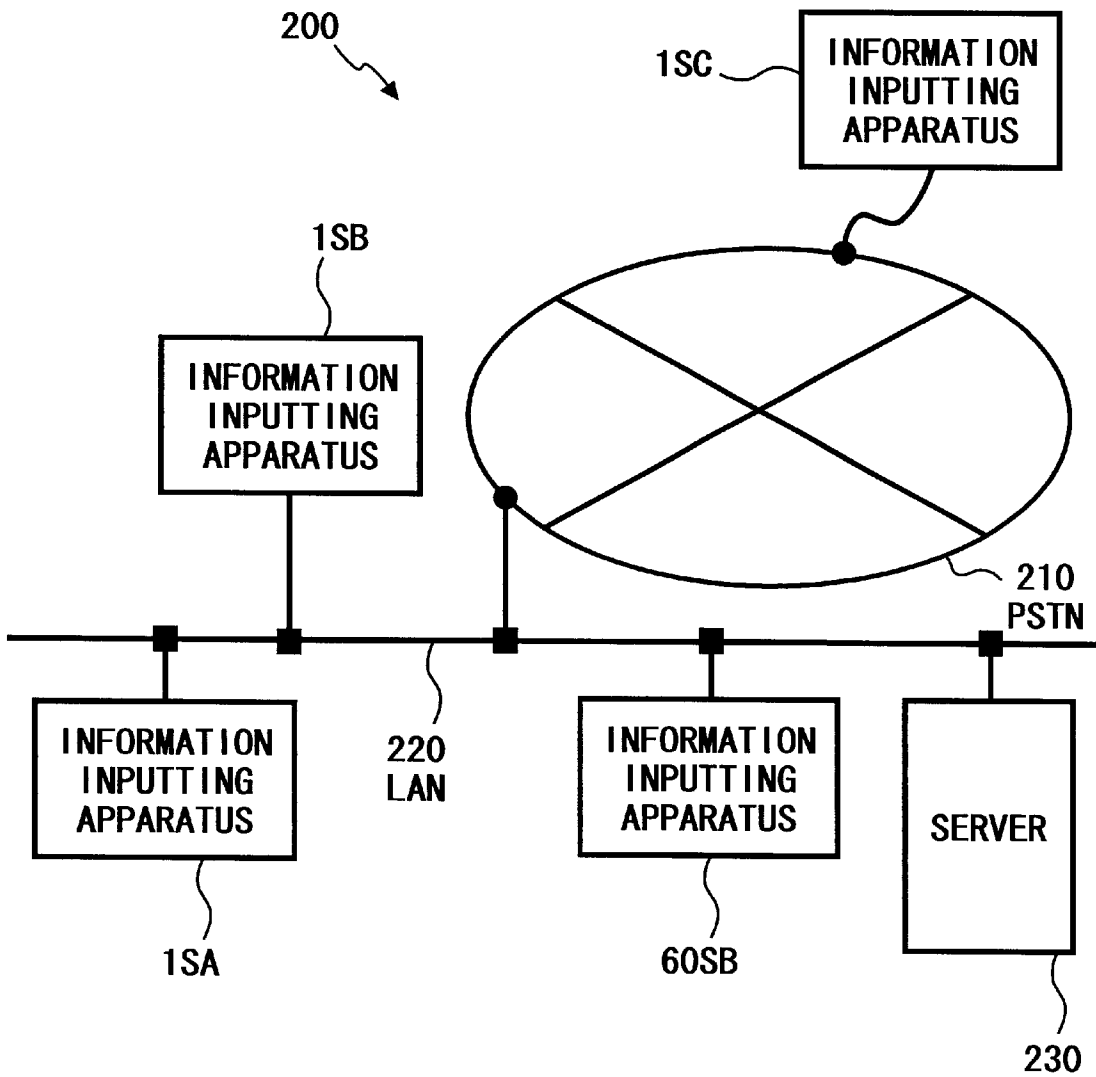 200
1SC
INFORMATION
INPUTTING
APPARATUS
1SB
INFORMATION
INPUTTING
APPARATUS
210
PSTN
INFORMATION
INPUTTING
APPARATUS
1SA
220
LAN
INFORMATION
INPUTTING
APPARATUS
60SB
SERVER
230